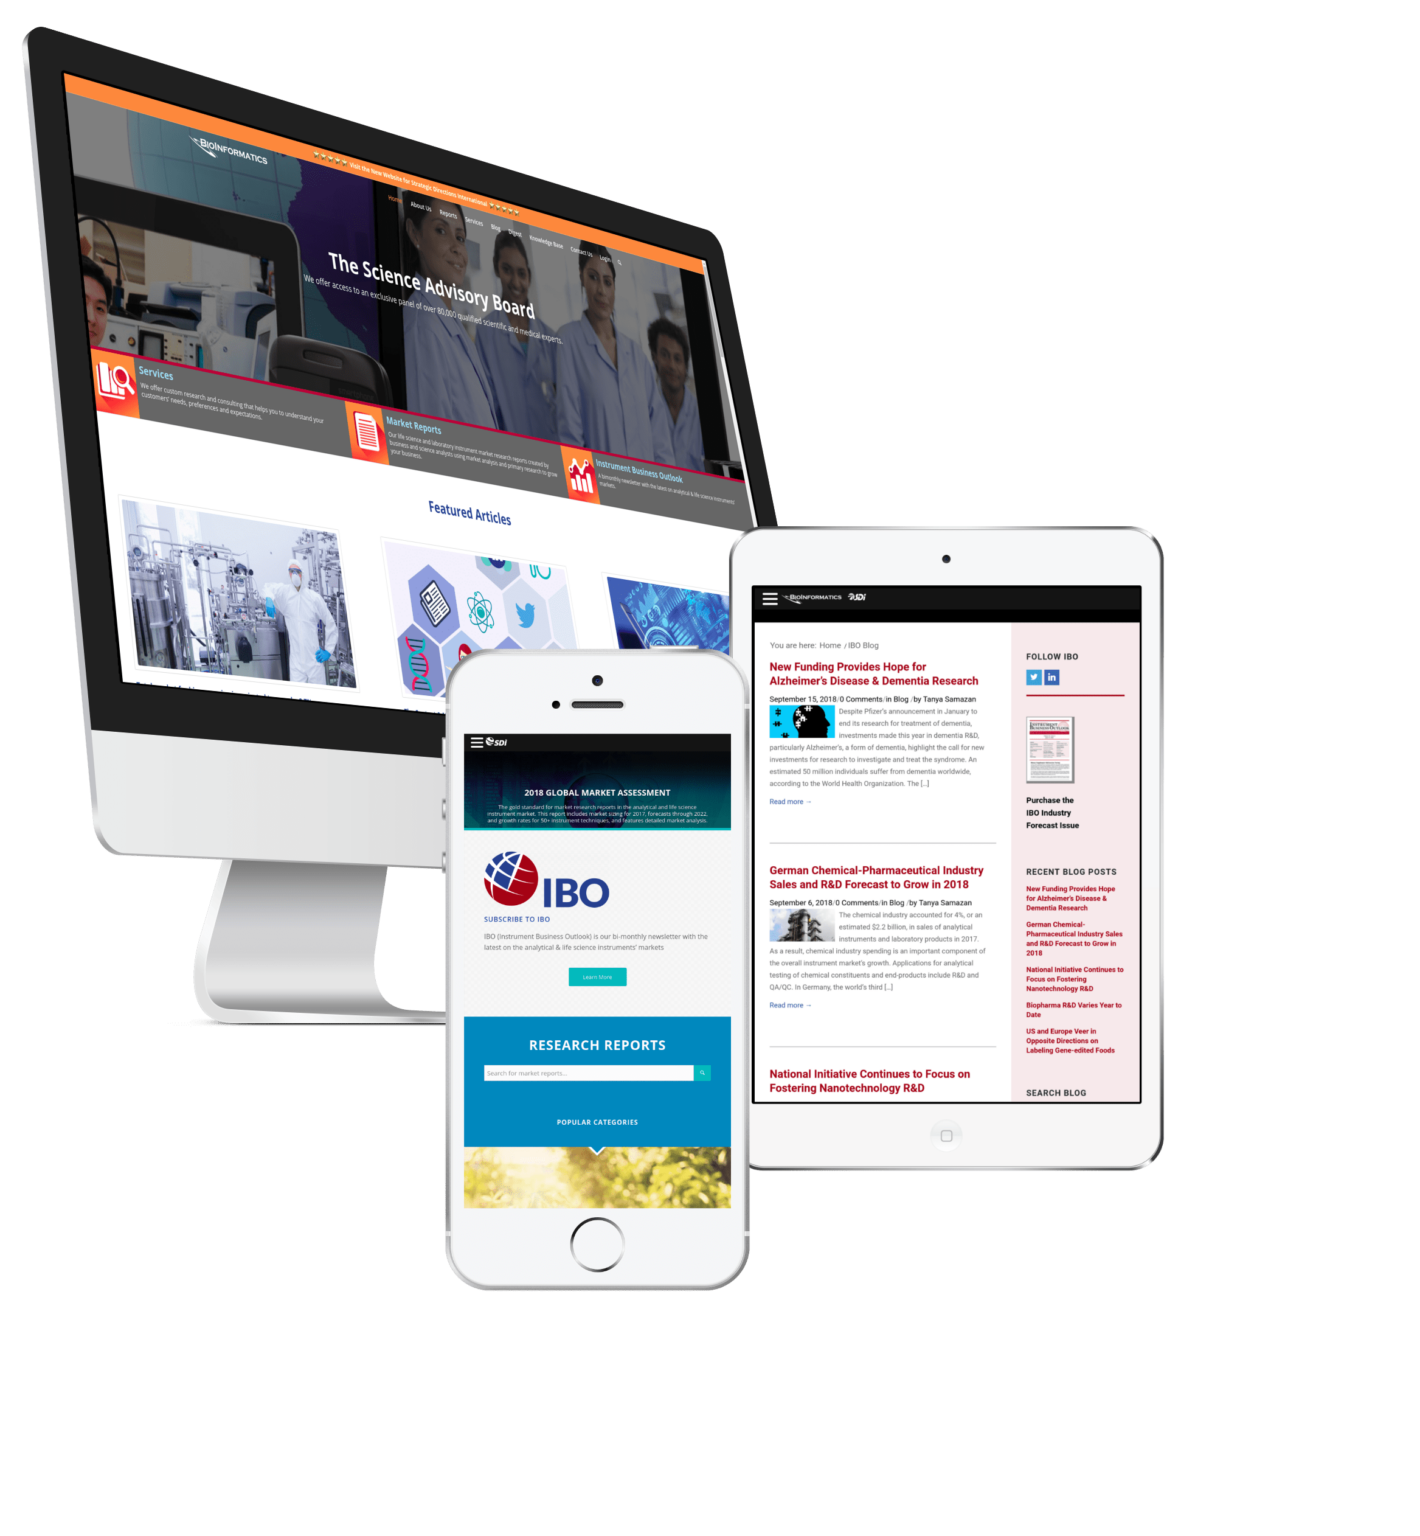 Visit the New Website for Strategic Directions International
BIOINFORMATICS
Home About Us Reports Services Blog Digest Knowledge Base Contact Us Login
The Science Advisory Board
We offer access to an exclusive panel of over 80,000 qualified scientific and medical experts.
Services
We offer custom research and consulting that helps you to understand your
customers' needs, preferences and expectations.
Market Reports
Our life science and laboratory instrument market research reports created by
business and science analysts using market analysis and primary research to grow
your business.
Instrument Business Outlook
A bimonthly newsletter with the latest on analytical & life science instruments'
markets.
Featured Articles
SDi
2018 GLOBAL MARKET ASSESSMENT
The gold standard for market research reports in the analytical and life science
instrument market. This report includes market sizing for 2017, forecasts through 2022,
and growth rates for 50+ instrument techniques, and features detailed market analysis.
IBO
SUBSCRIBE TO IBO
IBO (Instrument Business Outlook) is our bi-monthly newsletter with the
latest on the analytical & life science instruments' markets
Learn More
RESEARCH REPORTS
Search for market reports...
POPULAR CATEGORIES
BIOINFORMATICS SDi
You are here: Home / IBO Blog
New Funding Provides Hope for
Alzheimer's Disease & Dementia Research
September 15, 2018/0 Comments/in Blog /by Tanya Samazan
Despite Pfizer's announcement in January to
end its research for treatment of dementia,
investments made this year in dementia R&D,
particularly Alzheimer's, a form of dementia, highlight the call for new
investments for research to investigate and treat the syndrome. An
estimated 50 million individuals suffer from dementia worldwide,
according to the World Health Organization. The [...]
Read more →
German Chemical-Pharmaceutical Industry
Sales and R&D Forecast to Grow in 2018
September 6, 2018/0 Comments/in Blog /by Tanya Samazan
The chemical industry accounted for 4%, or an
estimated $2.2 billion, in sales of analytical
instruments and laboratory products in 2017.
As a result, chemical industry spending is an important component of
the overall instrument market's growth. Applications for analytical
testing of chemical constituents and end-products include R&D and
QA/QC. In Germany, the world's third [...]
Read more →
National Initiative Continues to Focus on
Fostering Nanotechnology R&D
FOLLOW IBO
INSTRUMENT
BUSINESS OUTLOOK
Purchase the
IBO Industry
Forecast Issue
RECENT BLOG POSTS
New Funding Provides Hope
for Alzheimer's Disease &
Dementia Research
German Chemical-
Pharmaceutical Industry Sales
and R&D Forecast to Grow in
2018
National Initiative Continues to
Focus on Fostering
Nanotechnology R&D
Biopharma R&D Varies Year to
Date
US and Europe Veer in
Opposite Directions on
Labeling Gene-edited Foods
SEARCH BLOG